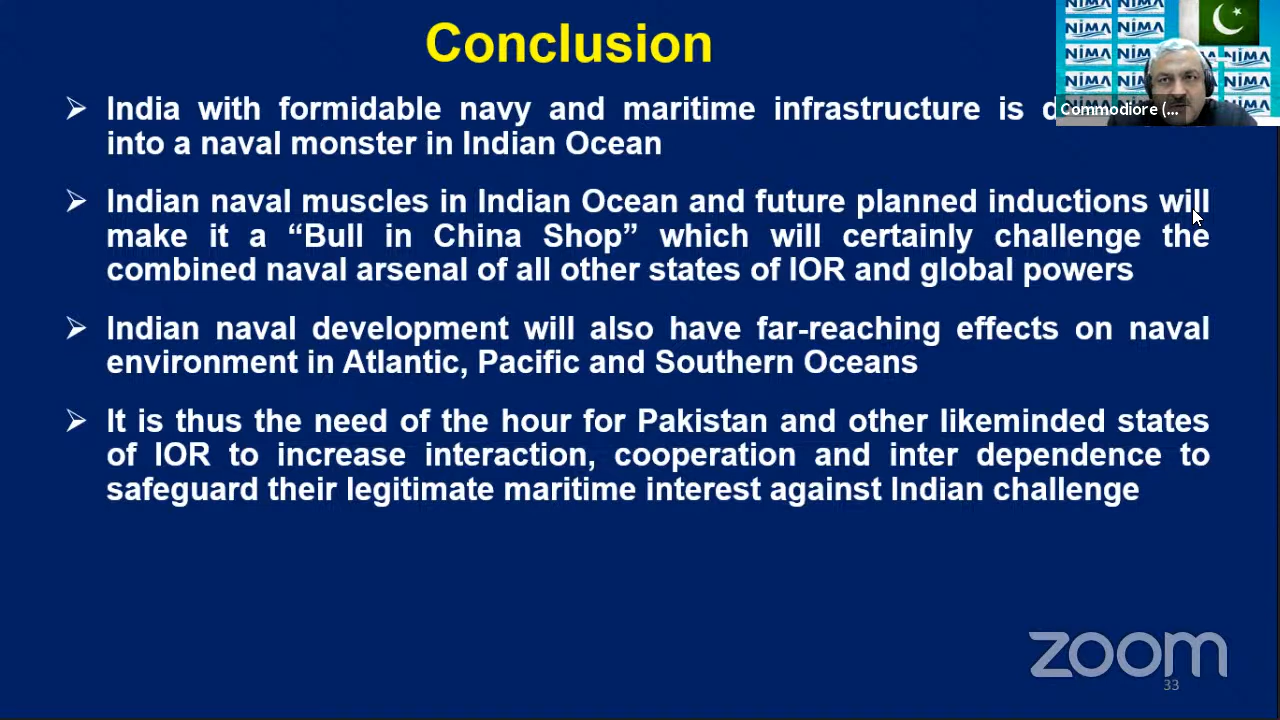 Conclusion
India with formidable navy and maritime infrastructure is
into a naval monster in Indian Ocean
Indian naval muscles in Indian Ocean and future planned inductions will
make it a “Bull in China Shop” which will certainly challenge the
combined naval arsenal of all other states of IOR and global powers
Indian naval development will also have far-reaching effects on naval
environment in Atlantic, Pacific and Southern Oceans
It is thus the need of the hour for Pakistan and other likeminded states
of IOR to increase interaction, cooperation and inter dependence to
safeguard their legitimate maritime interest against Indian challenge
NIMA
NIMA
NIMA
NIMA
NIMA
NIMA
Commodiore (...
zoom
33